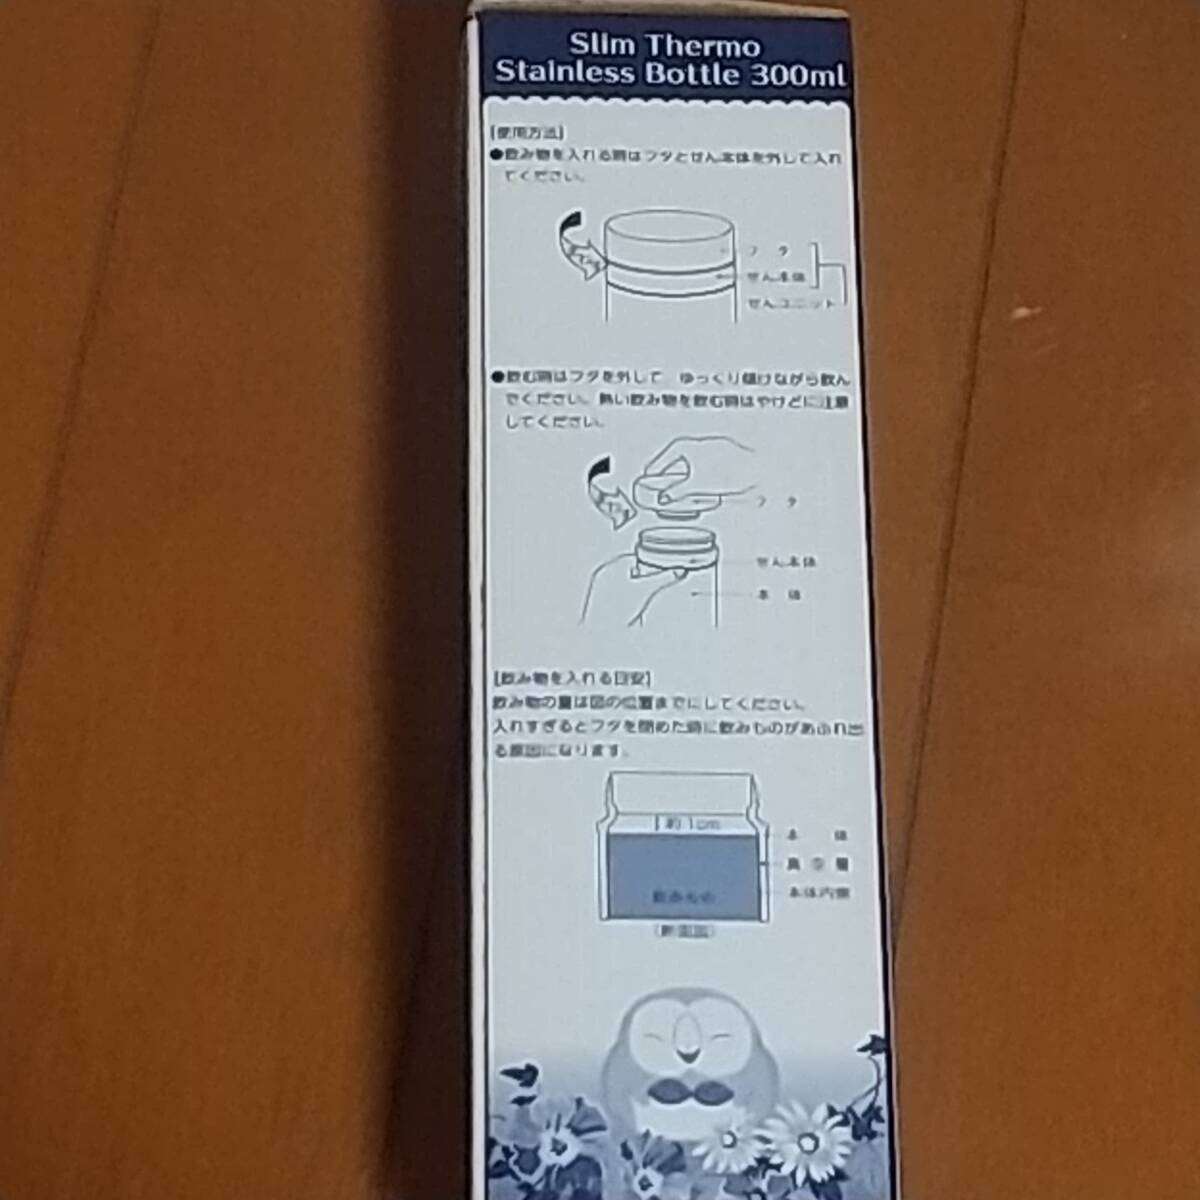 Slim Thermo
Stainless Bottle 300ml
[使用方法]
●飲み物を入れる時はフタとせん本体を外して入れ
てください。
フタ
せん本体
せんユニット
●飲む時はフタを外して ゆっくり傾けながら飲ん
でください。熱い飲み物を飲む時はやけどに注意
してください。
フタ
せん本体
本体
[飲み物を入れる目安]
飲み物の量は図の位置までにしてください。
入れすぎるとフタを閉めた時に飲みものがあふれ出
る原因になります。
約1cm
本体
真空層
本体内側
飲みもの
(断面図)